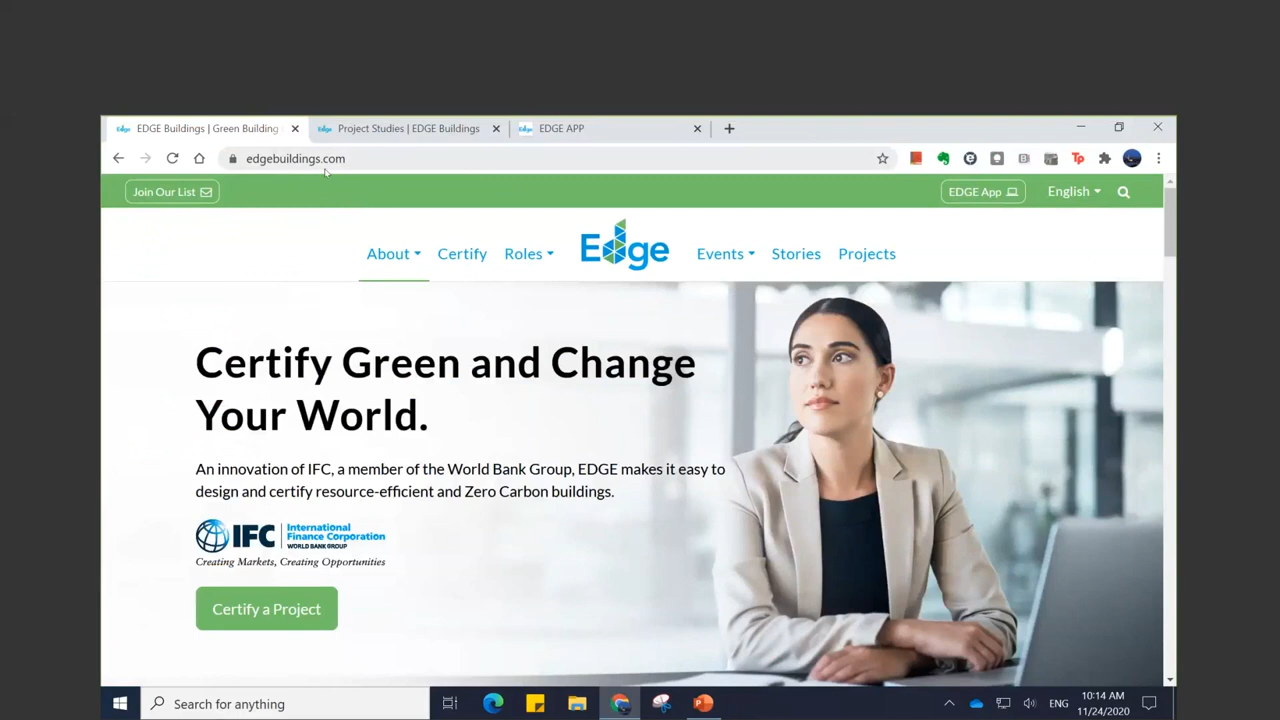 EDGE Buildings | Green Building
Project Studies | EDGE Buildings
EDGE APP
edgebuildings.com
Join Our List
EDGE App
English
About
Certify
Roles
Edge
Events
Stories
Projects
Certify Green and Change
Your World.
An innovation of IFC, a member of the World Bank Group, EDGE makes it easy to
design and certify resource-efficient and Zero Carbon buildings.
IFC
International
Finance Corporation
WORLD BANK GROUP
Creating Markets, Creating Opportunities
Certify a Project
Search for anything
ENG
10:14 AM
11/24/2020